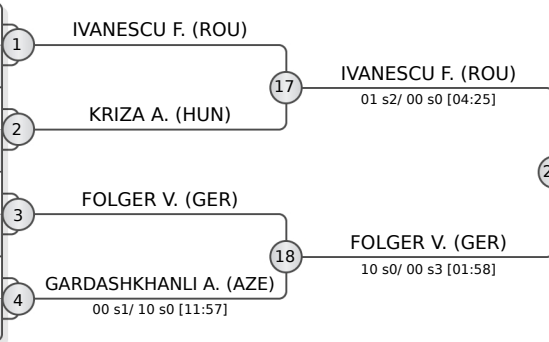 IVANESCU F. (ROU)
1
17
IVANESCU F. (ROU)
01 s2/ 00 s0 [04:25]
KRIZA A. (HUN)
2
FOLGER V. (GER)
3
18
FOLGER V. (GER)
10 s0/ 00 s3 [01:58]
GARDASHKHANLI A. (AZE)
4
00 s1/ 10 s0 [11:57]